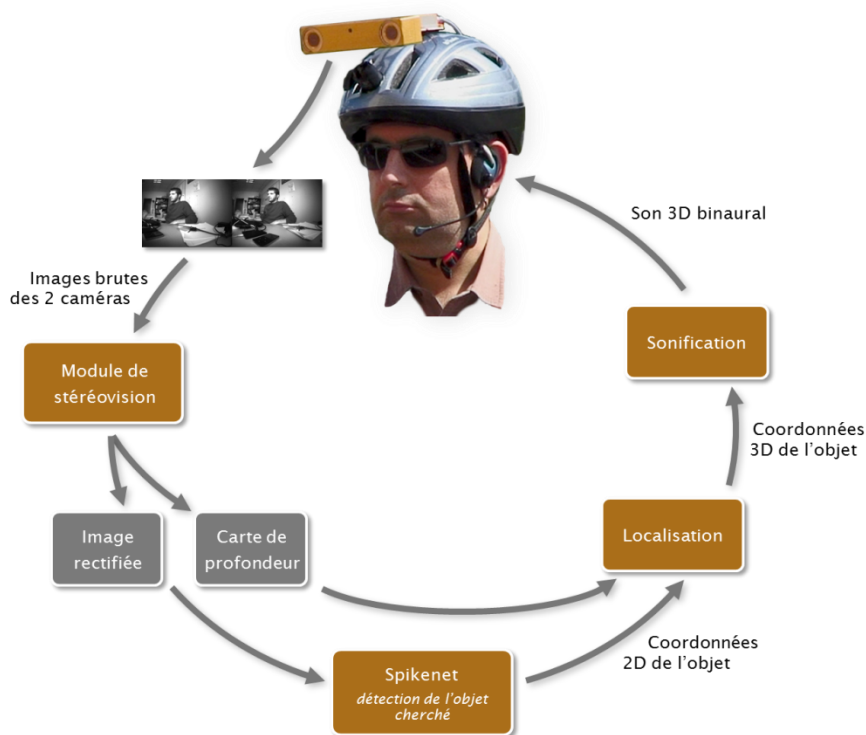 Son 3D binaural
Images brutes
des 2 caméras
Module de
stéréovision
Sonification
Coordonnées
3D de l'objet
Image
rectifiée
Carte de
profondeur
Localisation
Coordonnées
2D de l'objet
Spikenet
détection de l'objet
cherché